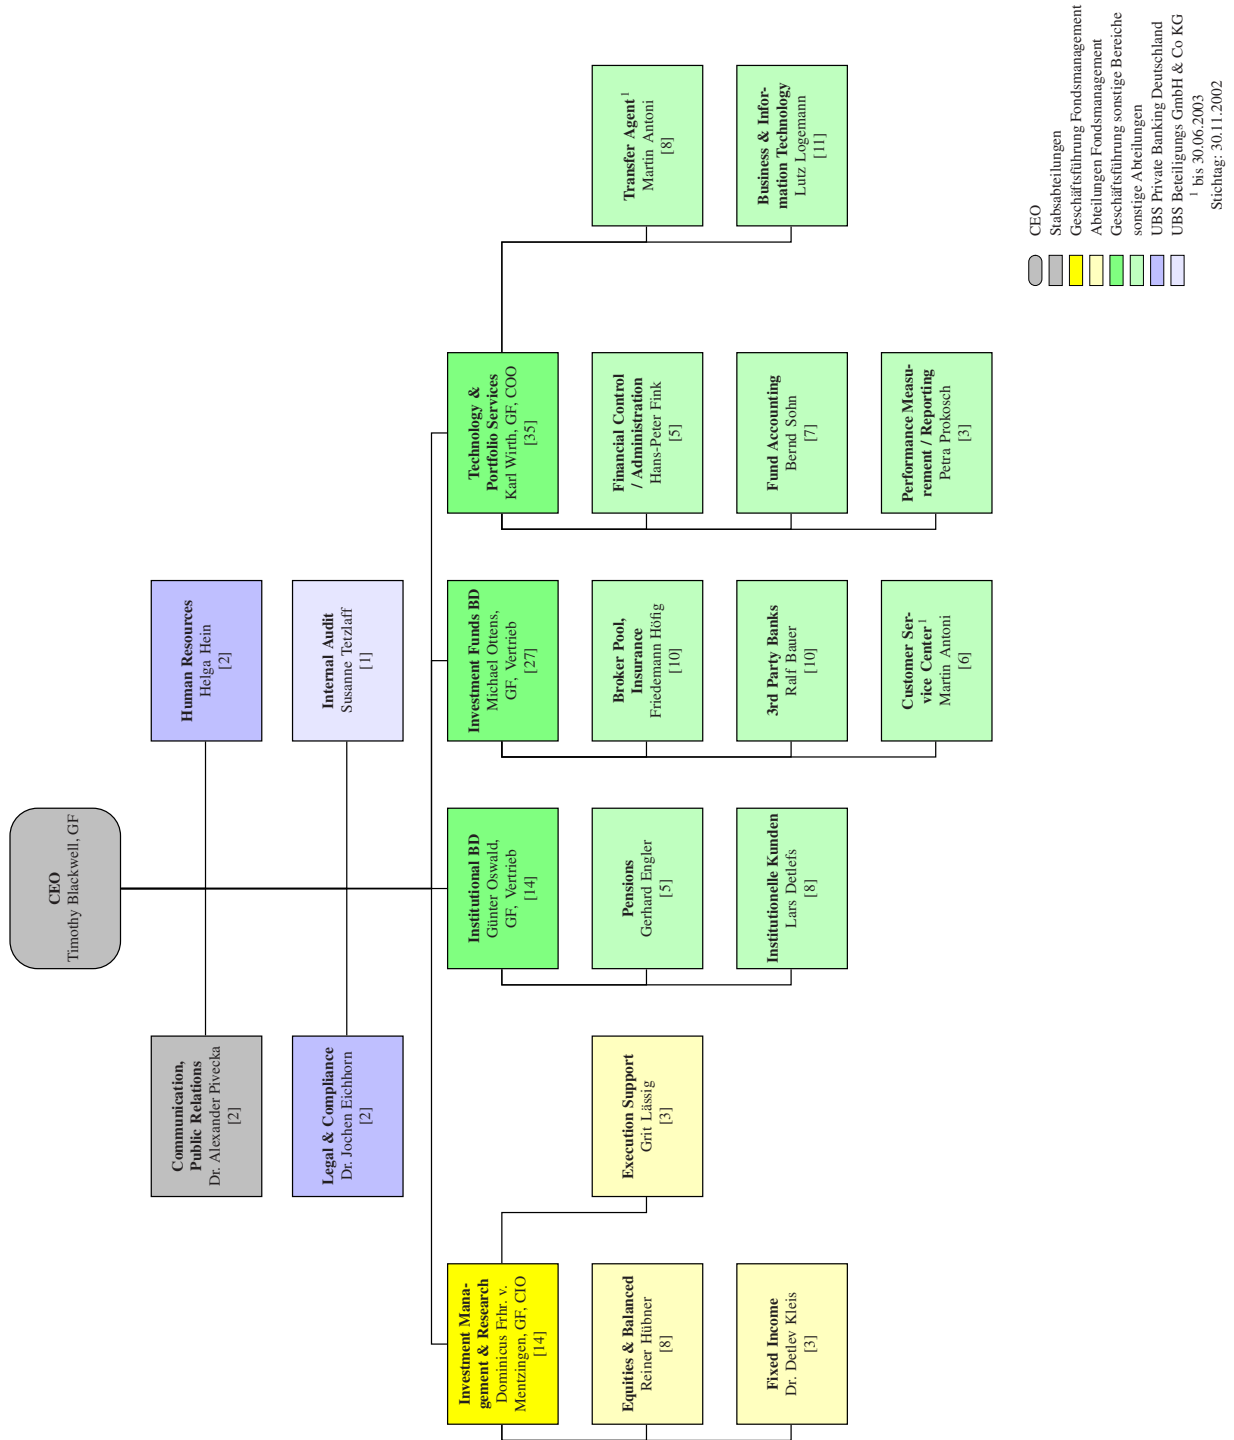 CEO
Timothy Blackwell, GF
Communication,
Public Relations
Dr. Alexander Pivecka
[2]
Human Resources
Helga Hein
[2]
Legal & Compliance
Dr. Jochen Eichhorn
[2]
Internal Audit
Susanne Tetzlaff
[1]
Investment Mana-
gement & Research
Dominicus Frhr. v.
Mentzingen, GF, CIO
[14]
Institutional BD
Günter Oswald,
GF, Vertrieb
[14]
Investment Funds BD
Michael Ottens,
GF, Vertrieb
[27]
Technology &
Portfolio Services
Karl Wirth, GF, COO
[35]
Equities & Balanced
Reiner Hübner
[8]
Execution Support
Grit Lässig
[3]
Pensions
Gerhard Engler
[5]
Broker Pool,
Insurance
Friedemann Höfig
[10]
Financial Control
/ Administration
Hans-Peter Fink
[5]
Transfer Agent 1
Martin Antoni
[8]
Fixed Income
Dr. Detlev Kleis
[3]
Institutionelle Kunden
Lars Detlefs
[8]
3rd Party Banks
Ralf Bauer
[10]
Fund Accounting
Bernd Sohn
[7]
Business & Infor-
mation Technology
Lutz Logemann
[11]
Customer Ser-
vice Center 1
Martin Antoni
[6]
Performance Measu-
rement / Reporting
Petra Prokosch
[3]
CEO
Stabsabteilungen
Geschäftsführung Fondsmanagement
Abteilungen Fondsmanagement
Geschäftsführung sonstige Bereiche
sonstige Abteilungen
UBS Private Banking Deutschland
UBS Beteiligungs GmbH & Co KG
1 bis 30.06.2003
Stichtag: 30.11.2002